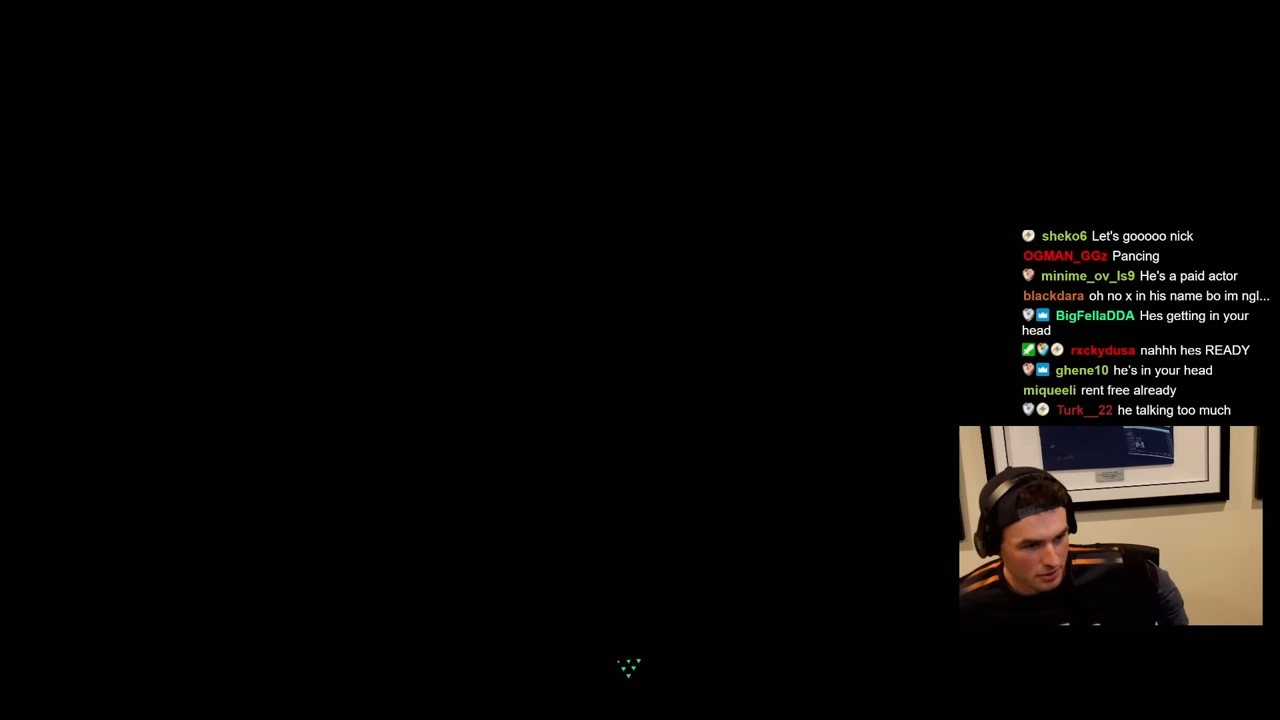 sheko6 Let's gooooo nick
OGMAN_GGz Pancing
minime_ov_ls9 He's a paid actor
blackdara oh no x in his name bo im ngl...
BigFellaDDA Hes getting in your
head
rxckydusa nahhh hes READY
ghene10 he's in your head
miqueeli rent free already
Turk__22 he talking too much